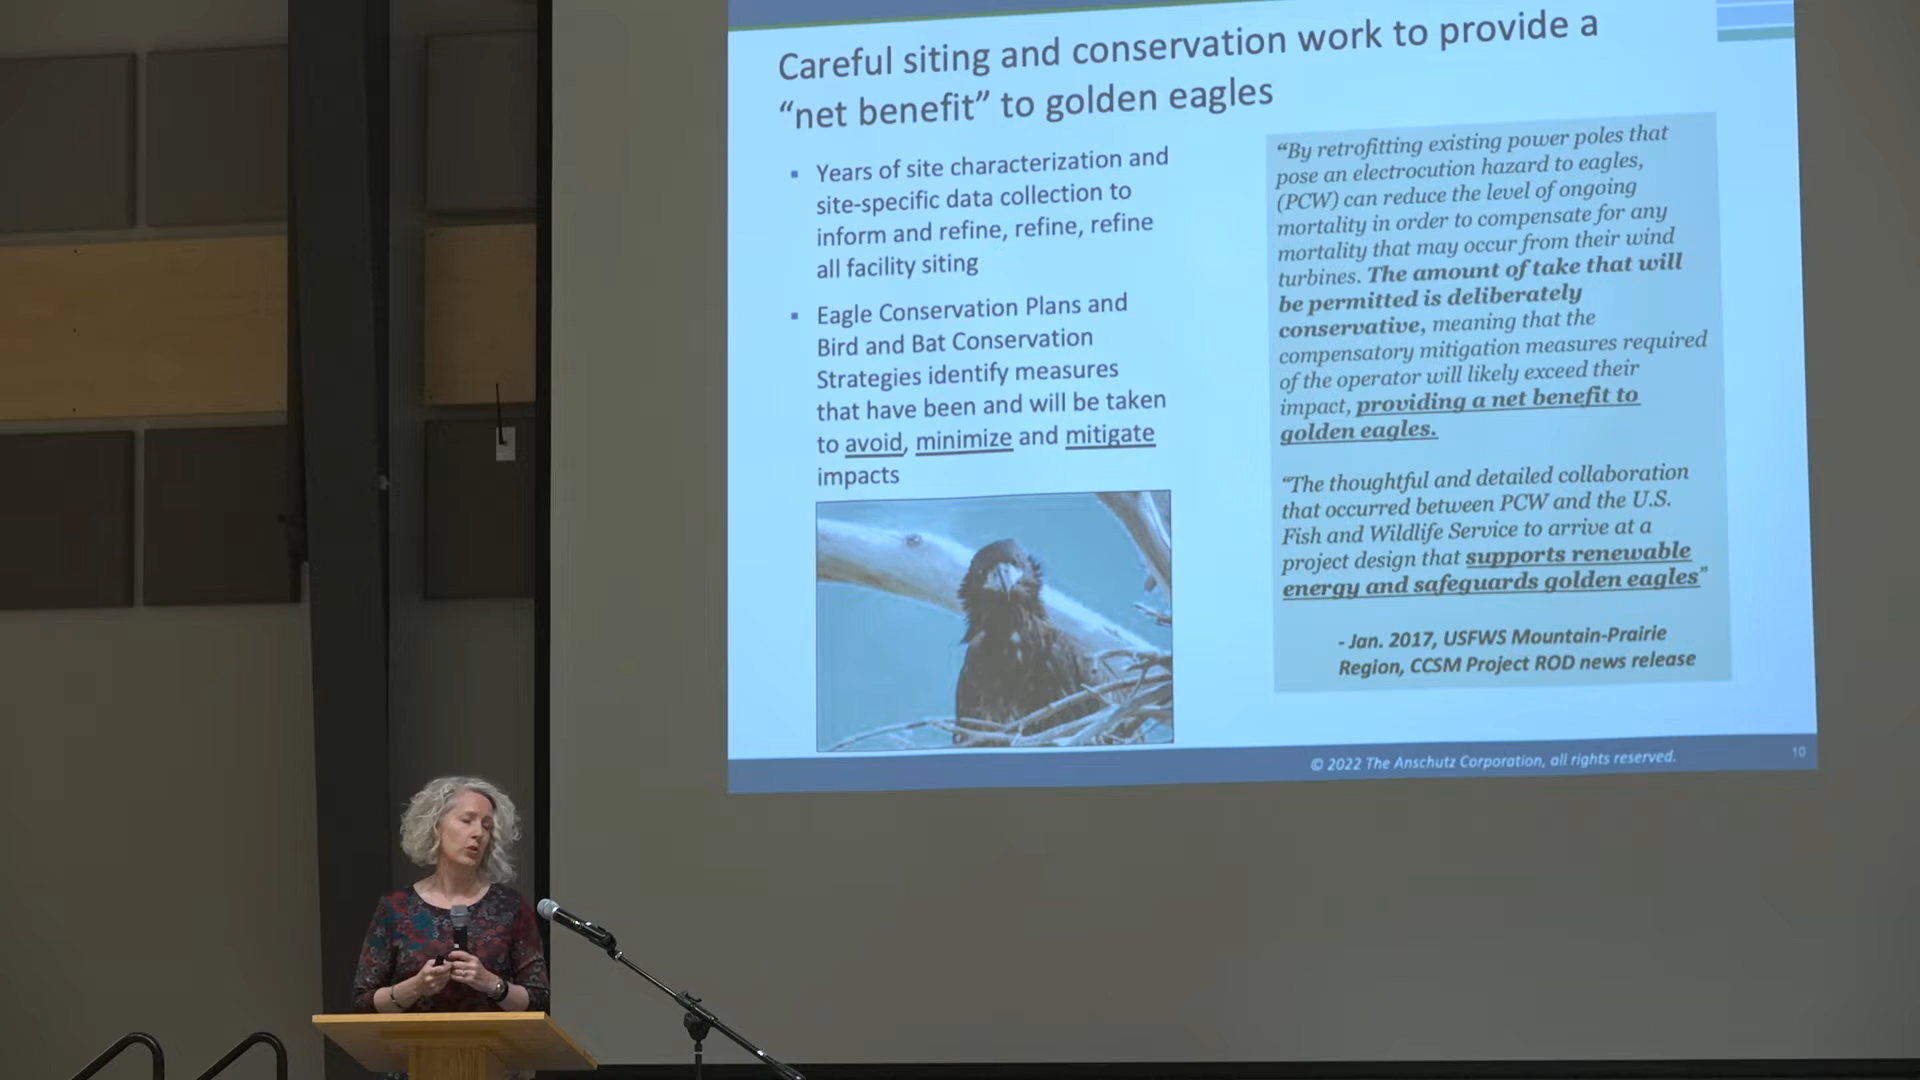 Careful siting and conservation work to provide a
“net benefit” to golden eagles
▪ Years of site characterization and
site-specific data collection to
inform and refine, refine, refine
all facility siting
▪ Eagle Conservation Plans and
Bird and Bat Conservation
Strategies identify measures
that have been and will be taken
to avoid, minimize and mitigate
impacts
“By retrofitting existing power poles that
pose an electrocution hazard to eagles,
(PCW) can reduce the level of ongoing
mortality in order to compensate for any
mortality that may occur from their wind
turbines. The amount of take that will
be permitted is deliberately
conservative, meaning that the
compensatory mitigation measures required
of the operator will likely exceed their
impact, providing a net benefit to
golden eagles.
“The thoughtful and detailed collaboration
that occurred between PCW and the U.S.
Fish and Wildlife Service to arrive at a
project design that supports renewable
energy and safeguards golden eagles”
- Jan. 2017, USFWS Mountain-Prairie
Region, CCSM Project ROD news release
© 2022 The Anschutz Corporation, all rights reserved.
10